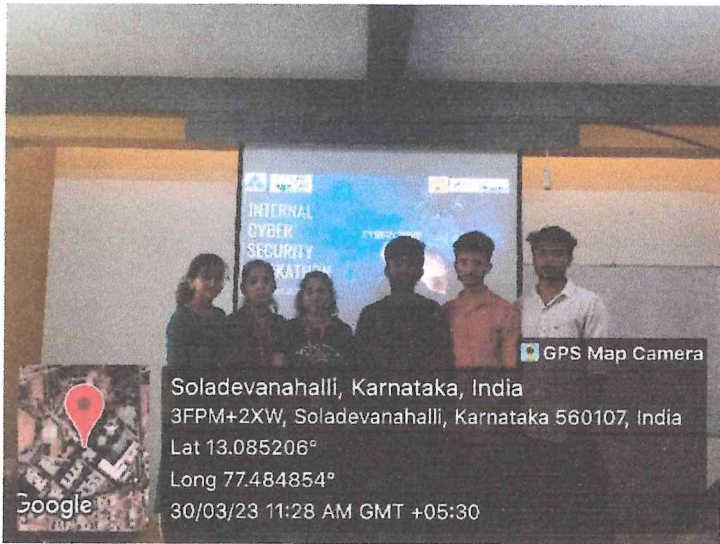 INTERNAL
CYBER
SECURITY
GPS Map Camera
Soladevanahalli, Karnataka, India
3FPM+2XW, Soladevanahalli, Karnataka 560107, India
Lat 13.085206°
Long 77.484854°
30/03/23 11:28 AM GMT +05:30
Google